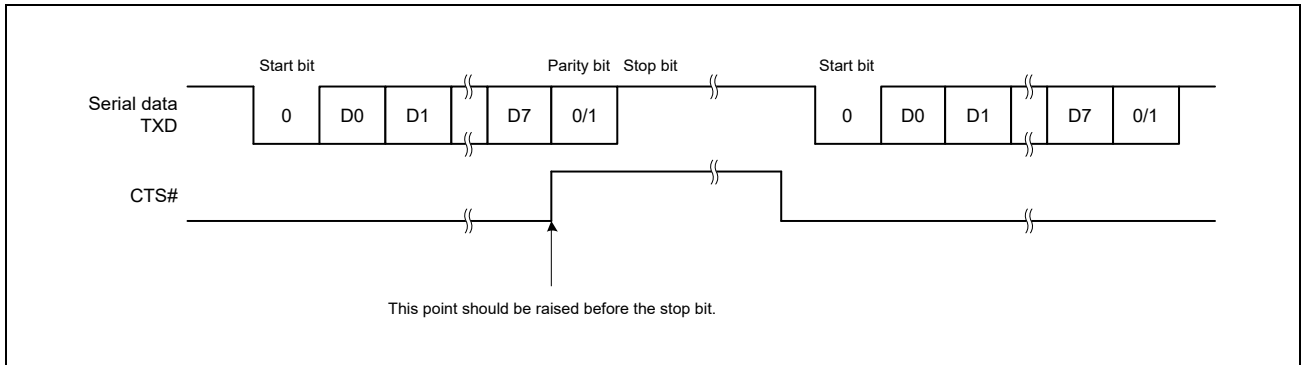 Start bit Parity bit Stop bit Start bit
Serial data
TXD
0 D0 D1 D7 0/1 0 D0 D1 D7 0/1
CTS#
This point should be raised before the stop bit.